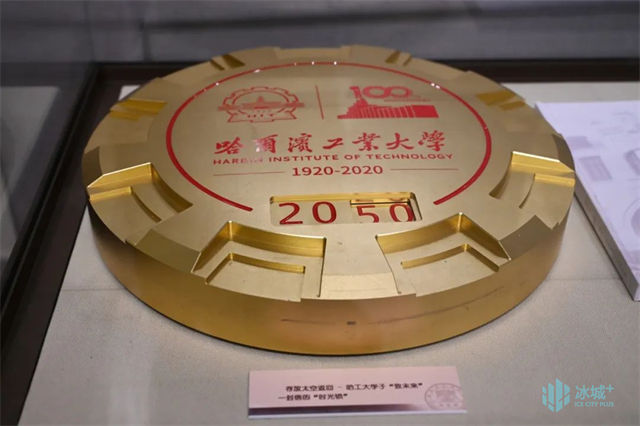 100
哈爾濱工業大學
HARBIN INSTITUTE OF TECHNOLOGY
1920-2020
2050
存放太空返回 · 哈工大学子“致未来”
一封信的“时光锁”
冰城+
ICE CITY PLUS